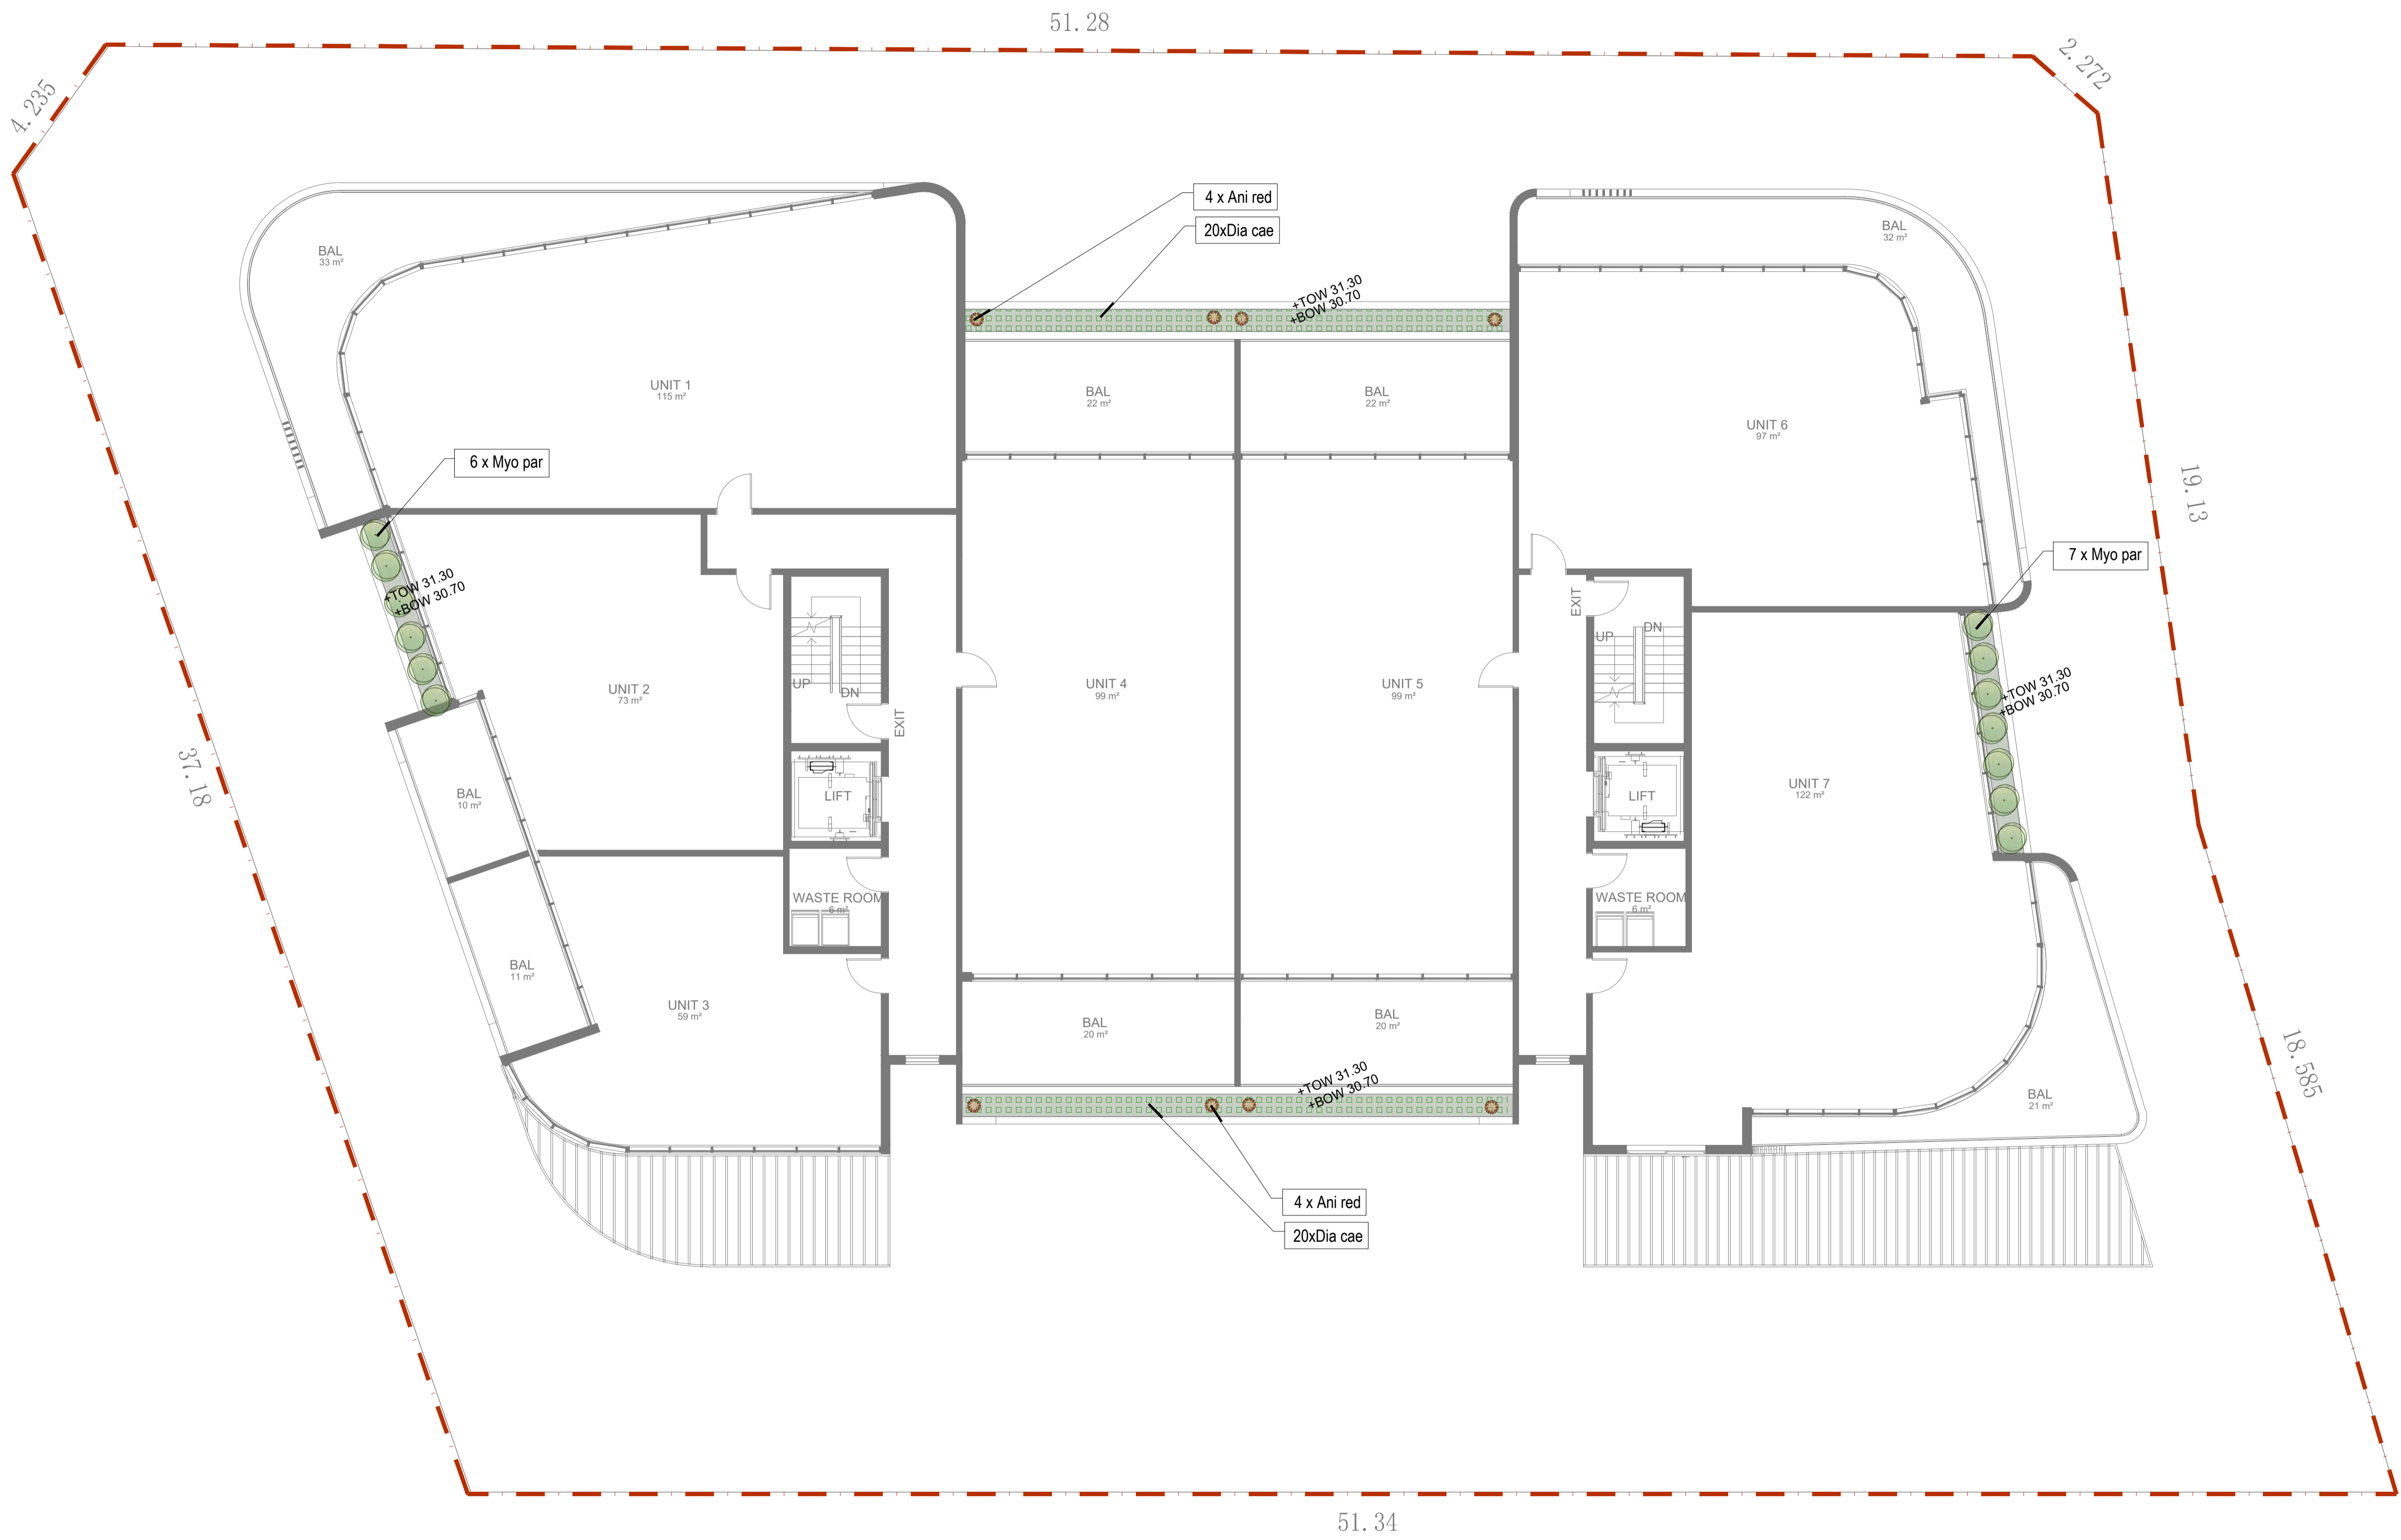 51.28
2.272
4.235
4 x Ani red
20xDia cae
BAL
33 m²
BAL
32 m²
+TOW 31.30
+BOW 30.70
UNIT 1
115 m²
BAL
22 m²
BAL
22 m²
UNIT 6
97 m²
6 x Myo par
19.13
7 x Myo par
+TOW 31.30
+BOW 30.70
EXIT
UP
DN
UNIT 2
73 m²
UP
DN
EXIT
UNIT 4
99 m²
UNIT 5
99 m²
+TOW 31.30
+BOW 30.70
37.18
BAL
10 m²
LIFT
LIFT
UNIT 7
122 m²
WASTE ROOM
6 m²
WASTE ROOM
6 m²
BAL
11 m²
UNIT 3
59 m²
BAL
20 m²
BAL
20 m²
18.585
+TOW 31.30
+BOW 30.70
BAL
21 m²
4 x Ani red
20xDia cae
51.34